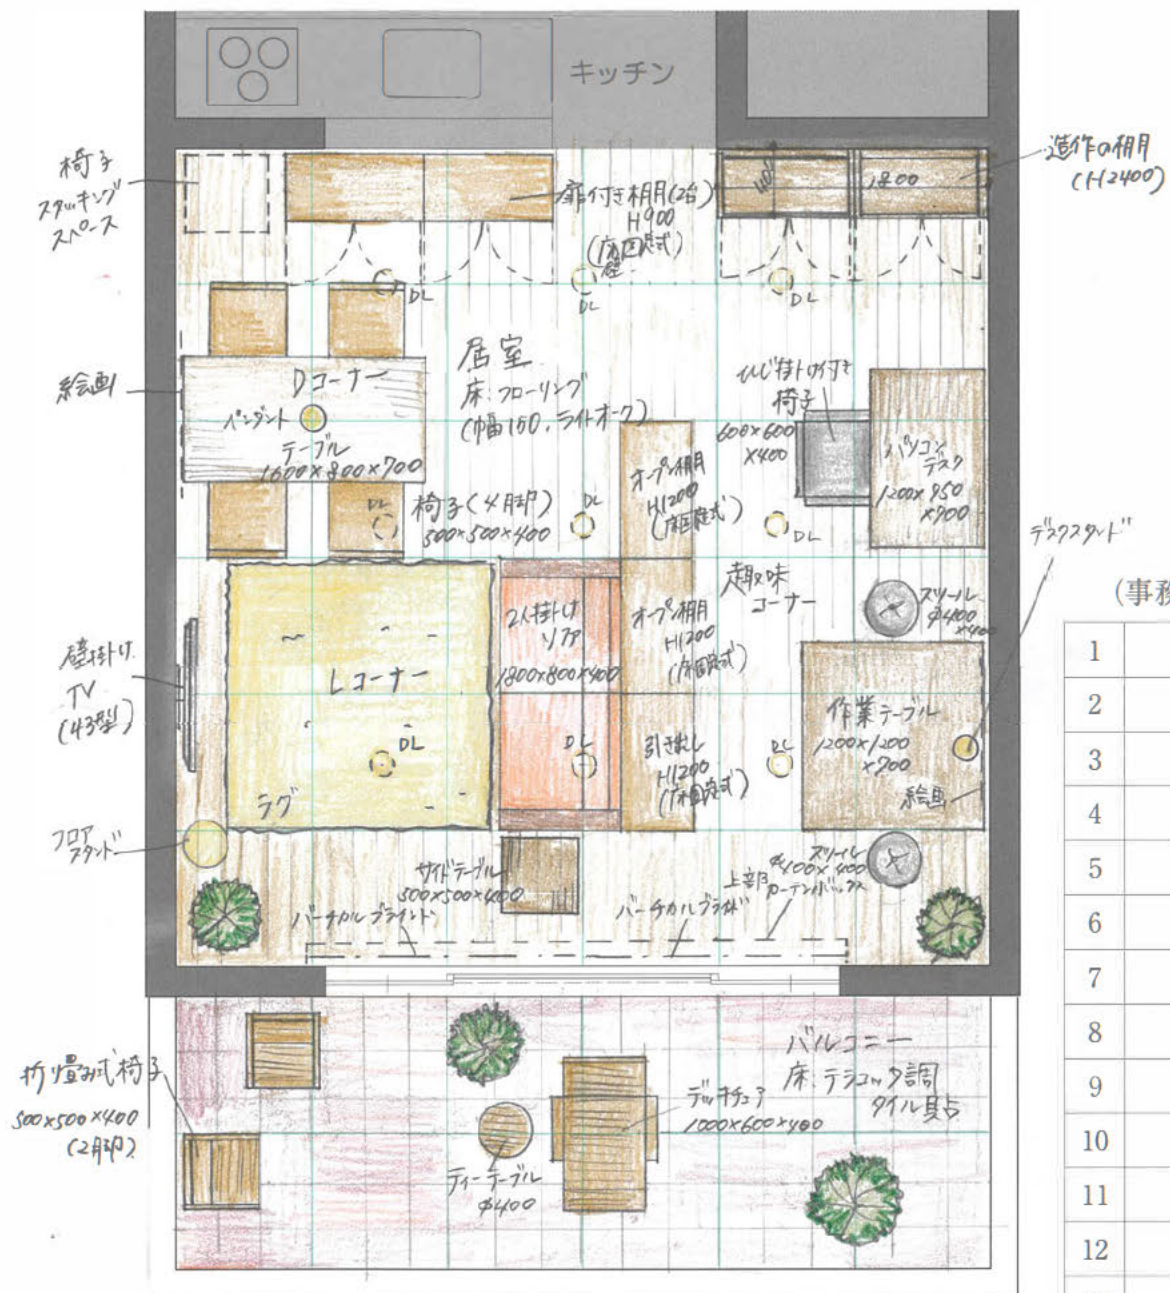 キッチン
椅子
スタッキング
スペース
扉付き棚(2台)
H900
1800
造作の棚
(H2400)
DL
DL
DL
絵画
Dコーナー
ペンダント
テーブル
1600×800×700
居室
床:フローリング
(幅150、ライトオーク)
ひじ掛け付き
椅子
600×600
×400
パソコン
デスク
オープン棚
H1200
(床固定式)
椅子(4脚)
500×500×400
DL
DL
DL
デスクスタンド
趣味
コーナー
スツール
φ400
×400
(事務
壁掛け
TV
(43型)
Lコーナー
DL
ラグ
2人掛け
ソファ
1800×800×400
DL
オープン棚
H1200
(床固定式)
引き出し
H1200
(床固定式)
DL
作業テーブル
1200×1200
×700
絵画
フロア
スタンド
サイドテーブル
500×500×400
スツール
φ400×400
上部
カーテンボックス
バーチカルブラインド
バーチカルブラインド
折り畳み式椅子
500×500×400
(2脚)
バルコニー
床、テラコッタ調
タイル貼
デッキチェア
1000×600×400
ティーテーブル
φ400
1
2
3
4
5
6
7
8
9
10
11
12